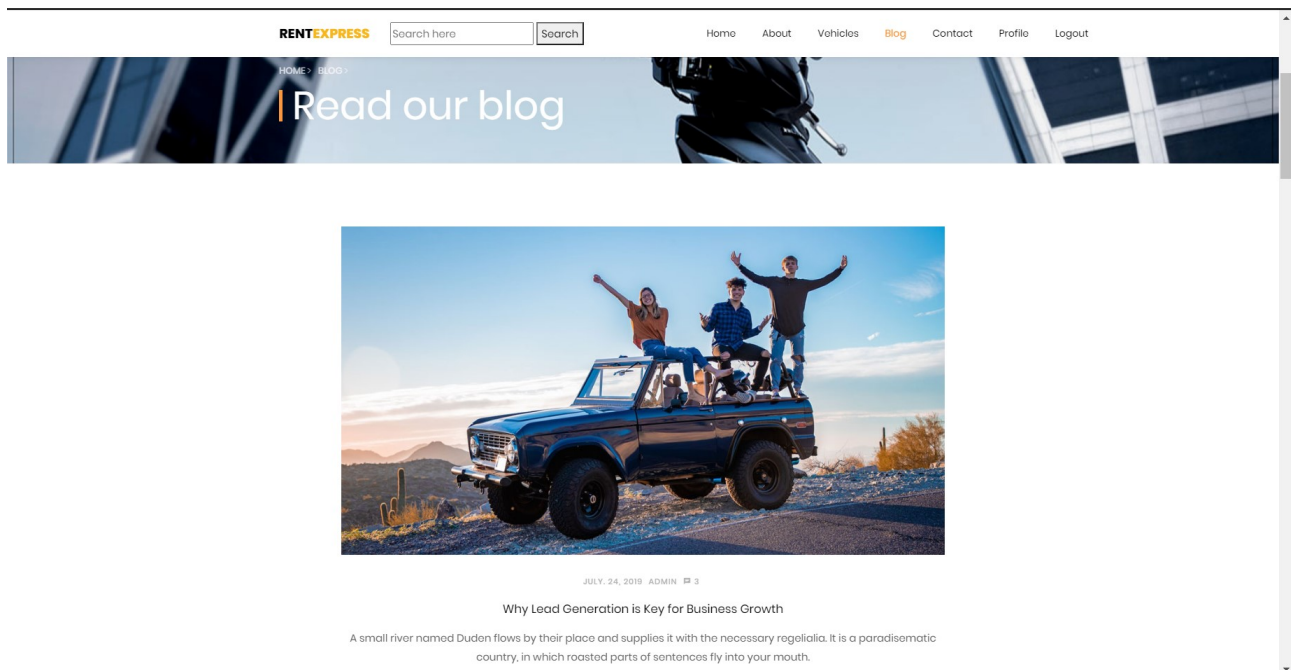 RENTEXPRESS Search here Search Home About Vehicles Blog Contact Profile Logout
HOME> BLOG>
Read our blog
JULY. 24, 2019 ADMIN 3
Why Lead Generation is Key for Business Growth
A small river named Duden flows by their place and supplies it with the necessary regelialia. It is a paradisematic
country, in which roasted parts of sentences fly into your mouth.